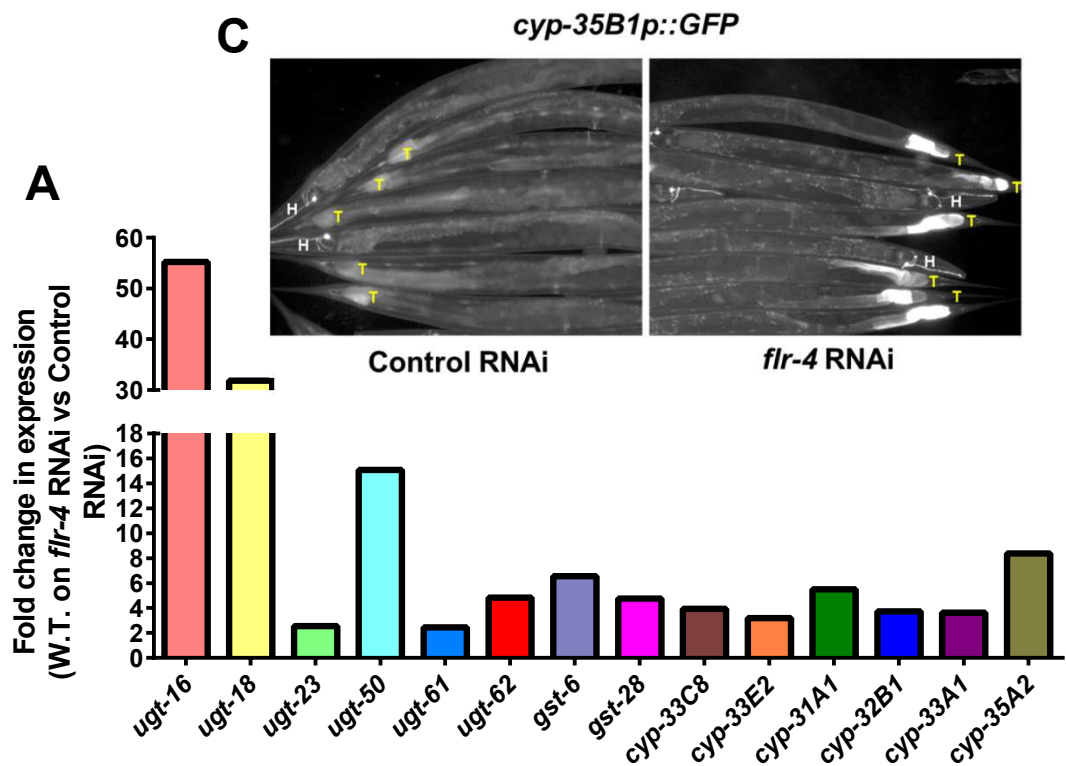 C
cyp-35B1p::GFP
T
T
T
T
T
H
H
T
T
T
T
T
H
H
Control RNAi
flr-4 RNAi
A
Fold change in expression
(W.T. on flr-4 RNAi vs Control
RNAi)
60
50
40
30
18
16
14
12
10
8
6
4
2
0
ugt-16
ugt-18
ugt-23
ugt-50
ugt-61
ugt-62
gst-6
gst-28
cyp-33C8
cyp-33E2
cyp-31A1
cyp-32B1
cyp-33A1
cyp-35A2